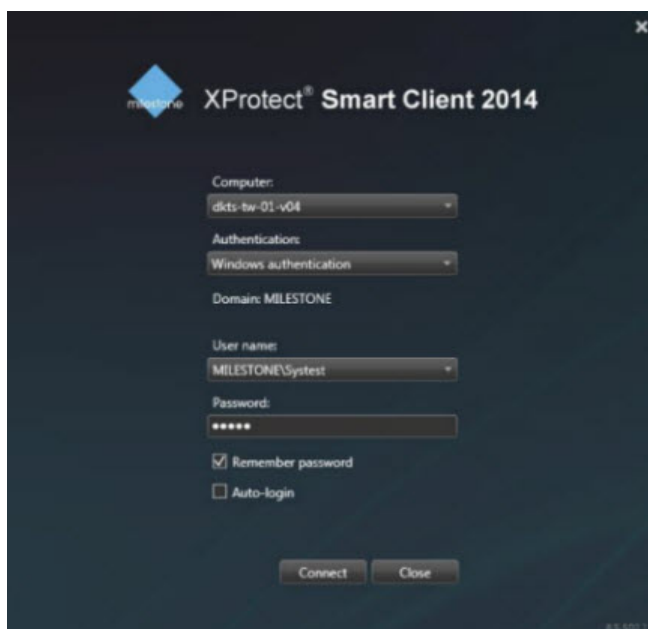 milestone XProtect® Smart Client 2014
Computer:
dkts-tw-01-v04
Authentication:
Windows authentication
Domain: MILESTONE
User name:
MILESTONE\Systest
Password:
•••••
Remember password
Auto-login
Connect Close